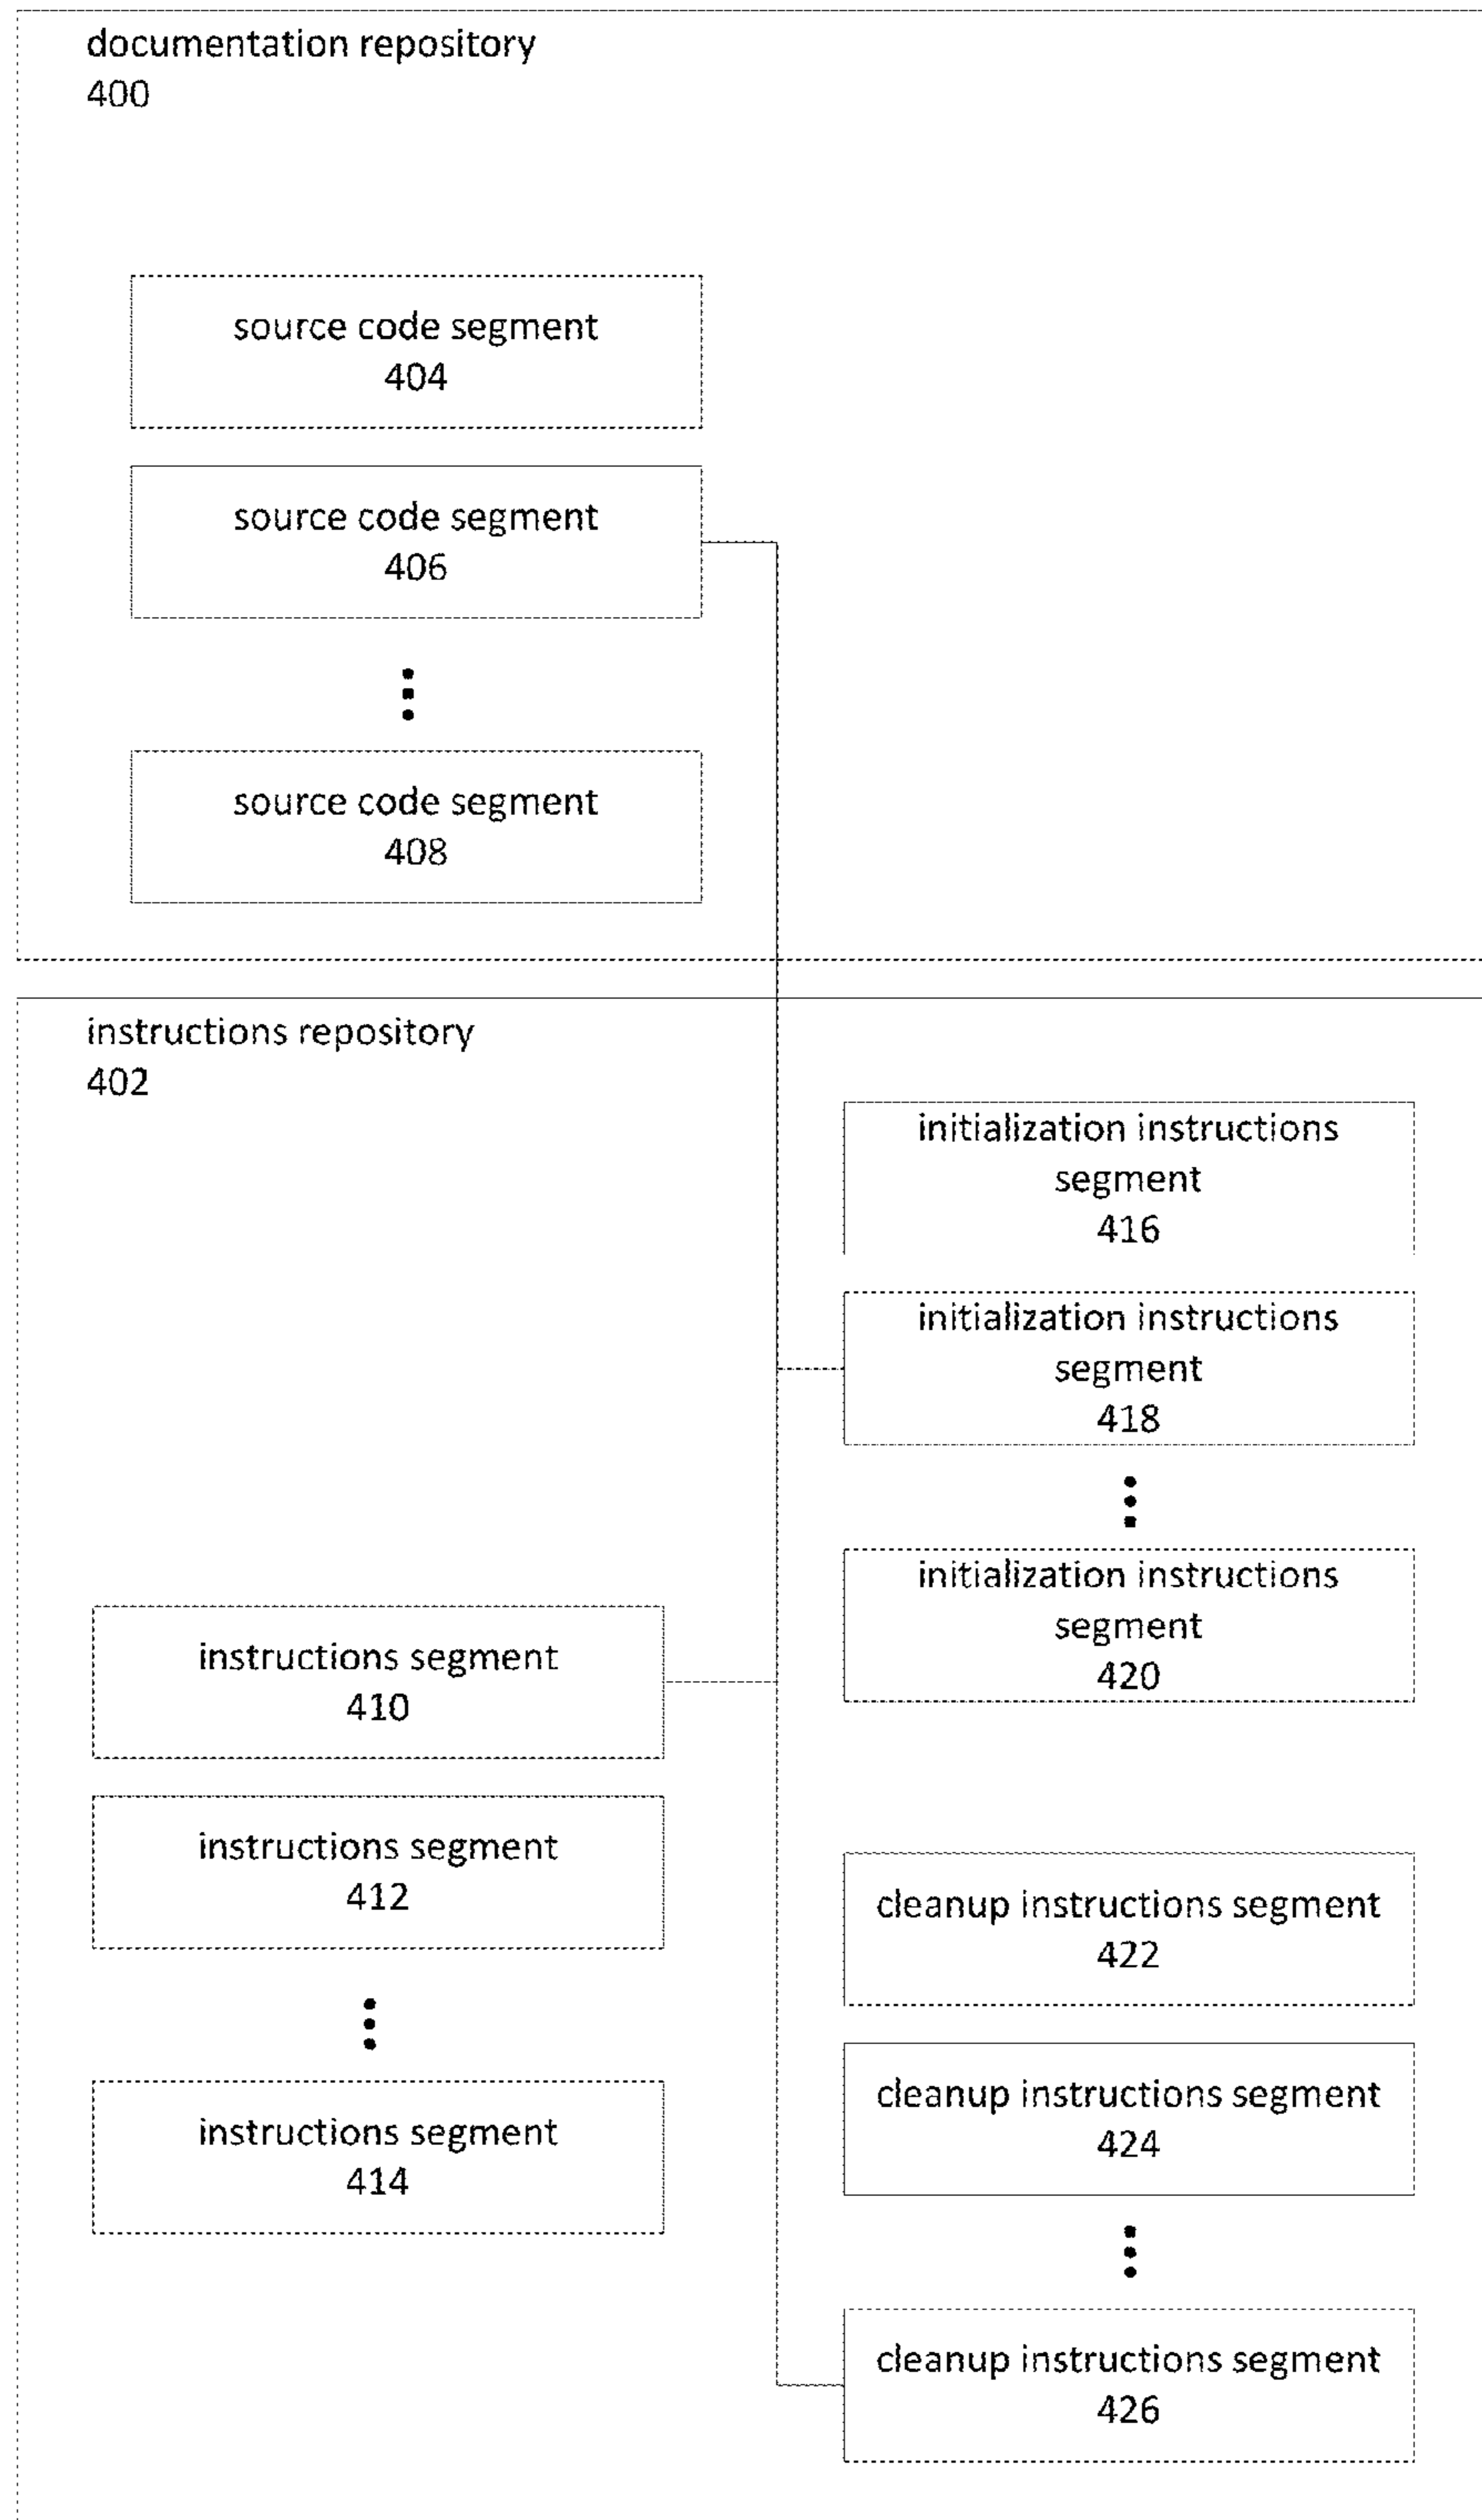 documentation repository
400
source code segment
404
source code segment
406
source code segment
408
instructions repository
402
initialization instructions
segment
416
initialization instructions
segment
418
initialization instructions
segment
420
instructions segment
410
instructions segment
412
instructions segment
414
cleanup instructions segment
422
cleanup instructions segment
424
cleanup instructions segment
426